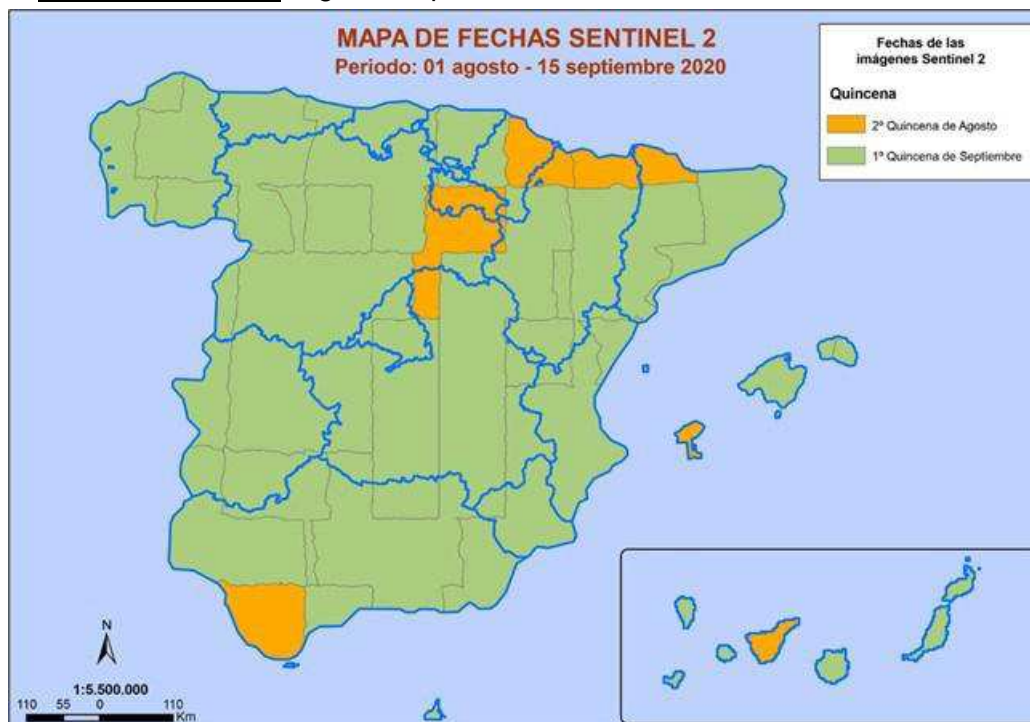 MAPA DE FECHAS SENTINEL 2
Periodo: 01 agosto - 15 septiembre 2020
Fechas de las
imágenes Sentinel 2
Quincena
2ª Quincena de Agosto
1ª Quincena de Septiembre
N
1:5.500.000
110 55 0 110
Km